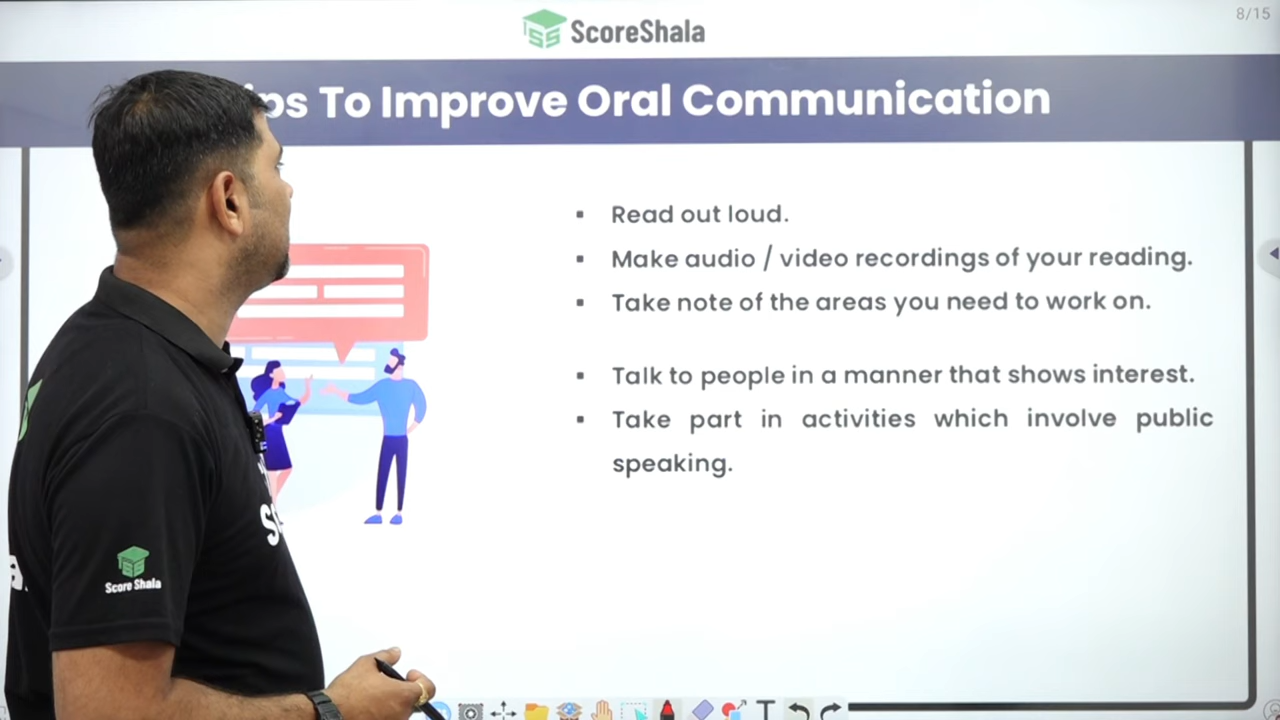 8/15
ScoreShala
To Improve Oral Communication
▪ Read out loud.
▪ Make audio / video recordings of your reading.
▪ Take note of the areas you need to work on.
▪ Talk to people in a manner that shows interest.
▪ Take part in activities which involve public
speaking.
Score Shala
T